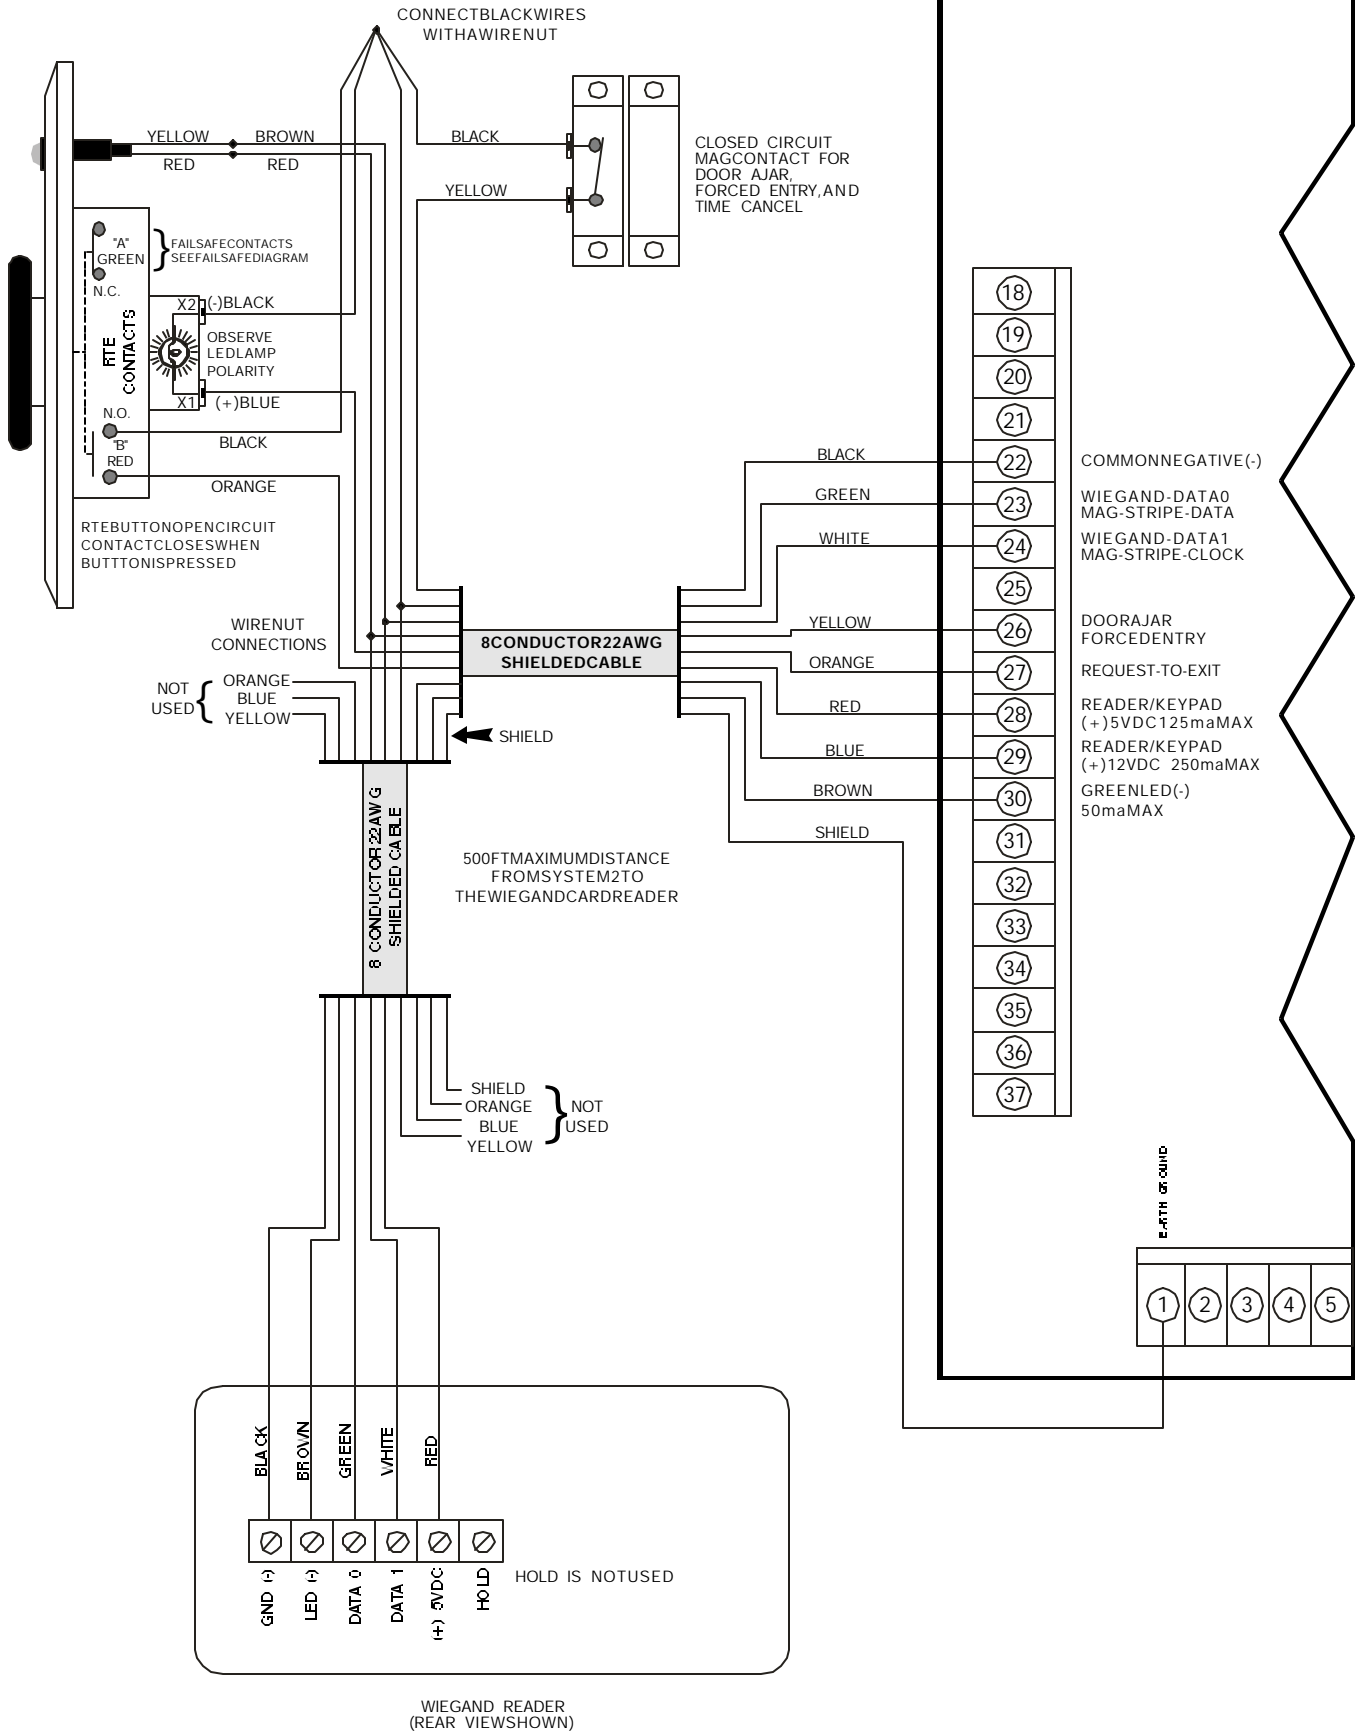 CONNECTBLACKWIRES
WITHAWIRENUT
YELLOW
BROWN
RED
RED
BLACK
YELLOW
CLOSED CIRCUIT
MAGCONTACT FOR
DOOR AJAR,
FORCED ENTRY,AND
TIME CANCEL
"A"
GREEN
N.C.
FAILSAFECONTACTS
SEEFAILSAFEDIAGRAM
X2
(-)BLACK
RTE
CONTACTS
OBSERVE
LEDLAMP
POLARITY
X1
(+)BLUE
N.O.
"B"
RED
BLACK
ORANGE
RTEBUTTONOPENCIRCUIT
CONTACTCLOSESWHEN
BUTTTONISPRESSED
WIRENUT
CONNECTIONS
NOT
USED
ORANGE
BLUE
YELLOW
8CONDUCTOR22AWG
SHIELDEDCABLE
SHIELD
BLACK
GREEN
WHITE
YELLOW
ORANGE
RED
BLUE
BROWN
SHIELD
18
19
20
21
22
23
24
25
26
27
28
29
30
31
32
33
34
35
36
37
COMMONNEGATIVE(-)
WIEGAND-DATA0
MAG-STRIPE-DATA
WIEGAND-DATA1
MAG-STRIPE-CLOCK
DOORAJAR
FORCEDENTRY
REQUEST-TO-EXIT
READER/KEYPAD
(+)5VDC125maMAX
READER/KEYPAD
(+)12VDC 250maMAX
GREENLED(-)
50maMAX
8 CONDUCTOR22AWG
SHIELDED CABLE
500FTMAXIMUMDISTANCE
FROMSYSTEM2TO
THEWIEGANDCARDREADER
SHIELD
ORANGE
BLUE
YELLOW
NOT
USED
EARTH GROUND
1
2
3
4
5
BLACK
BROWN
GREEN
WHITE
RED
GND (-)
LED (-)
DATA 0
DATA 1
(+) 5VDC
HOLD
HOLD IS NOTUSED
WIEGAND READER
(REAR VIEWSHOWN)